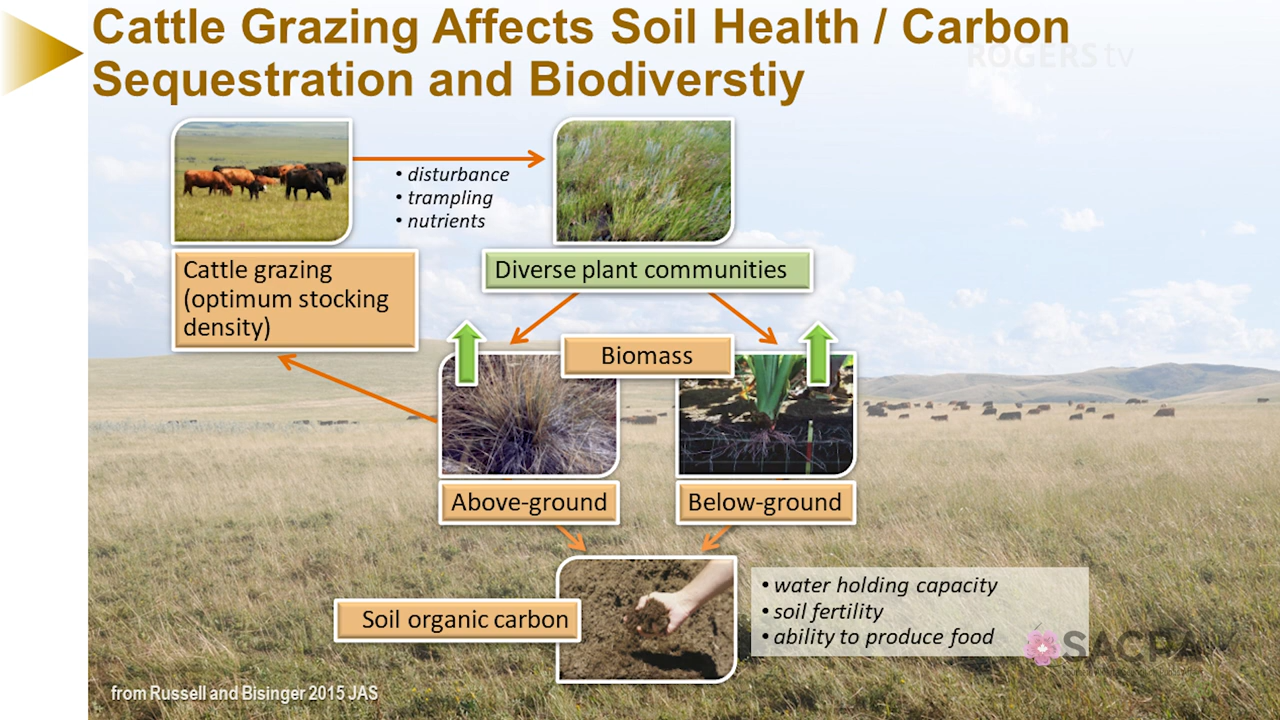 Cattle Grazing Affects Soil Health / Carbon
Sequestration and Biodiverstiy
ROGERS tv
• disturbance
• trampling
• nutrients
Cattle grazing
(optimum stocking
density)
Diverse plant communities
Biomass
Above-ground
Below-ground
Soil organic carbon
• water holding capacity
• soil fertility
• ability to produce food
SACPA
from Russell and Bisinger 2015 JAS